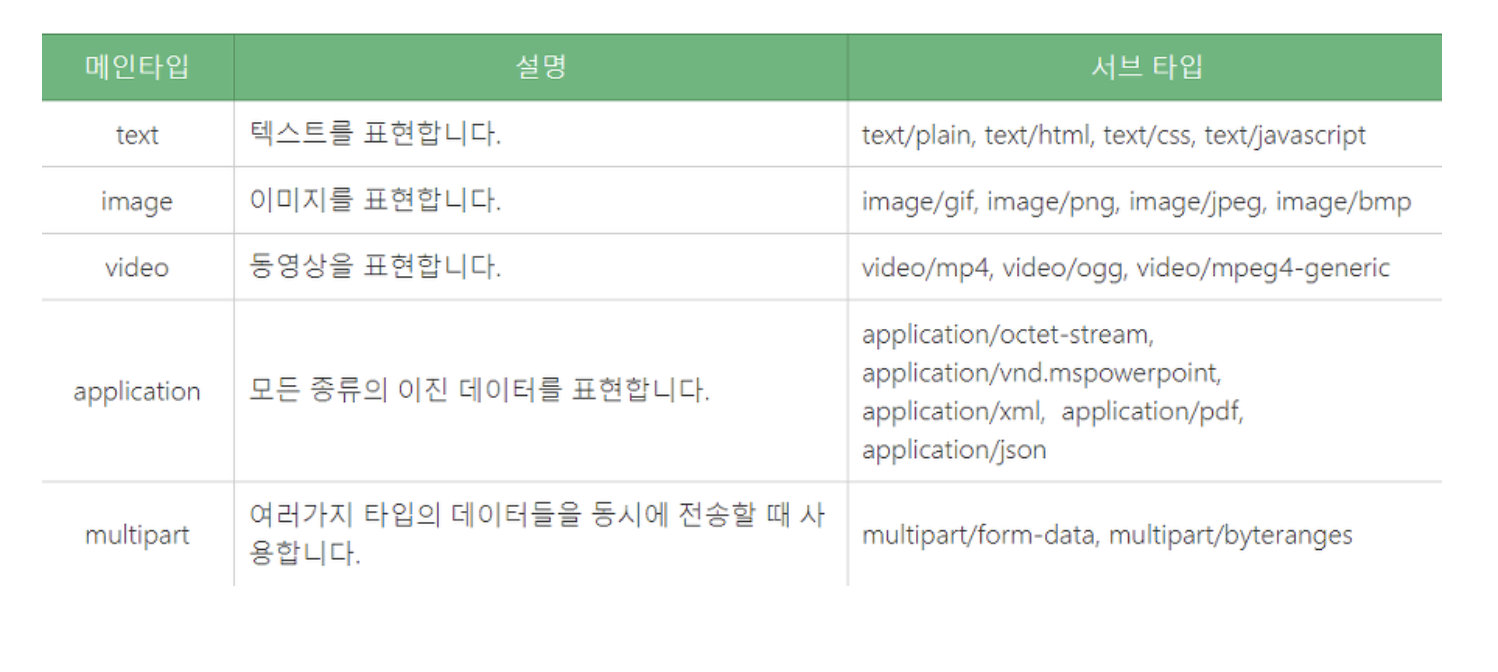 메인타입 설명 서브 타입
text 텍스트를 표현합니다. text/plain, text/html, text/css, text/javascript
image 이미지를 표현합니다. image/gif, image/png, image/jpeg, image/bmp
video 동영상을 표현합니다. video/mp4, video/ogg, video/mpeg4-generic
application 모든 종류의 이진 데이터를 표현합니다.
application/octet-stream,
application/vnd.mspowerpoint,
application/xml, application/pdf,
application/json
multipart
여러가지 타입의 데이터들을 동시에 전송할 때 사
용합니다.
multipart/form-data, multipart/byteranges